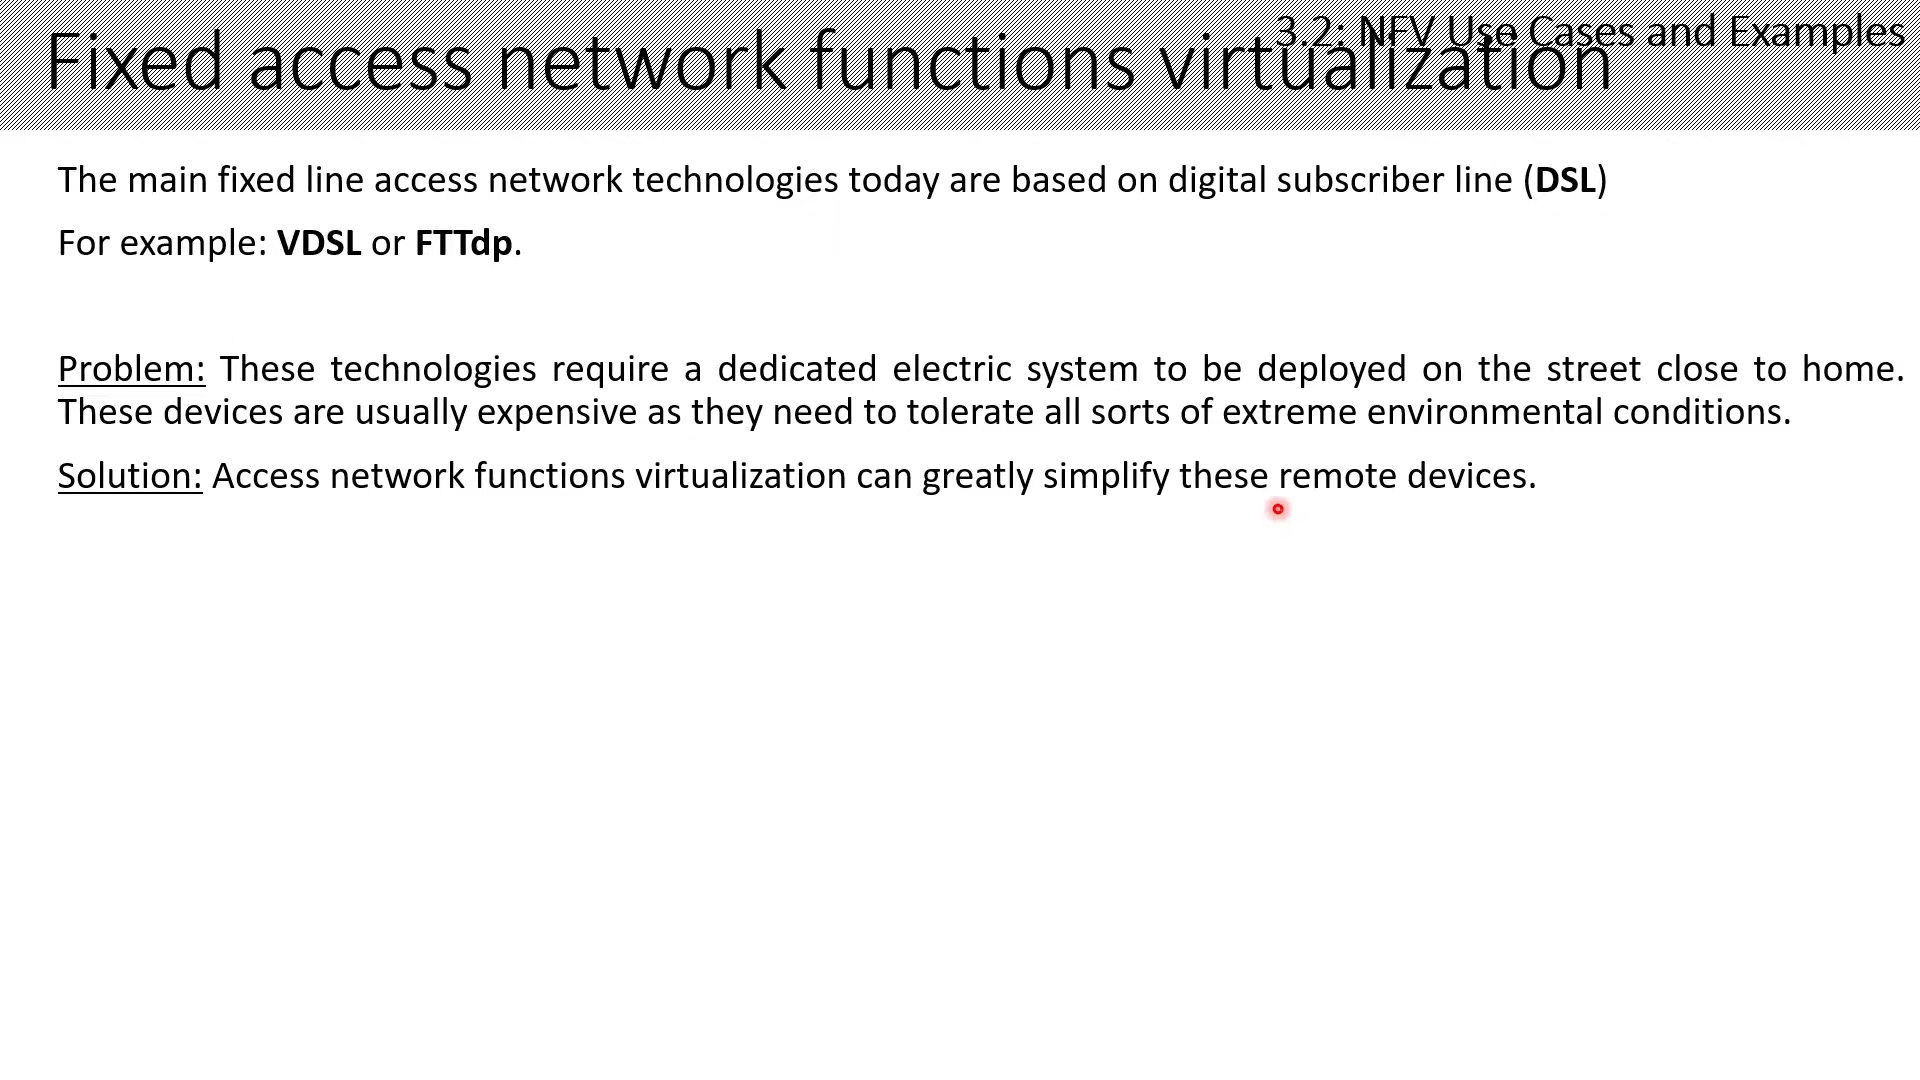 3.2: NFV Use Cases and Examples
Fixed access network functions virtualization
The main fixed line access network technologies today are based on digital subscriber line (DSL)
For example: VDSL or FTTdp.
Problem: These technologies require a dedicated electric system to be deployed on the street close to home.
These devices are usually expensive as they need to tolerate all sorts of extreme environmental conditions.
Solution: Access network functions virtualization can greatly simplify these remote devices.